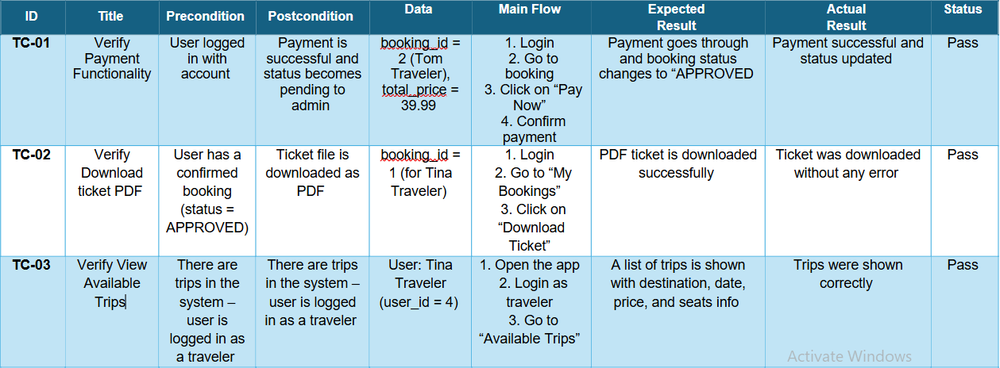 ID
Title
Precondition
Postcondition
Data
Main Flow
Expected
Result
Actual
Result
Status
TC-01
Verify
Payment
Functionality
User logged
in with
account
Payment is
successful and
status becomes
pending to
admin
booking_id =
2 (Tom
Traveler),
total_price =
39.99
1. Login
2. Go to
booking
3. Click on “Pay
Now”
4. Confirm
payment
Payment goes through
and booking status
changes to “APPROVED
Payment successful and
status updated
Pass
TC-02
Verify
Download
ticket PDF
User has a
confirmed
booking
(status =
APPROVED)
Ticket file is
downloaded as
PDF
booking_id =
1 (for Tina
Traveler)
1. Login
2. Go to “My
Bookings”
3. Click on
“Download
Ticket”
PDF ticket is downloaded
successfully
Ticket was downloaded
without any error
Pass
TC-03
Verify View
Available
Trips
There are
trips in the
system –
user is
logged in as
a traveler
There are trips
in the system –
user is logged
in as a traveler
User: Tina
Traveler
(user_id = 4)
1. Open the app
2. Login as
traveler
3. Go to
“Available Trips”
A list of trips is shown
with destination, date,
price, and seats info
Trips were shown
correctly
Pass
Activate Windows